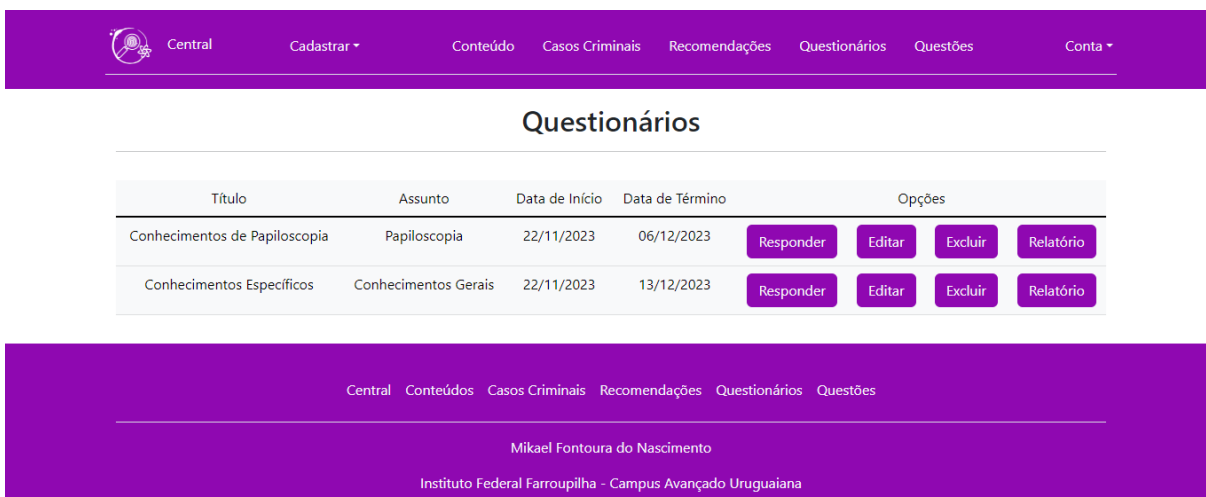 Central Cadastrar Conteúdo Casos Criminais Recomendações Questionários Questões Conta
Questionários
Título Assunto Data de Início Data de Término Opções
Conhecimentos de Papiloscopia Papiloscopia 22/11/2023 06/12/2023 Responder Editar Excluir Relatório
Conhecimentos Específicos Conhecimentos Gerais 22/11/2023 13/12/2023 Responder Editar Excluir Relatório
Central Conteúdos Casos Criminais Recomendações Questionários Questões
Mikael Fontoura do Nascimento
Instituto Federal Farroupilha - Campus Avançado Uruguaiana